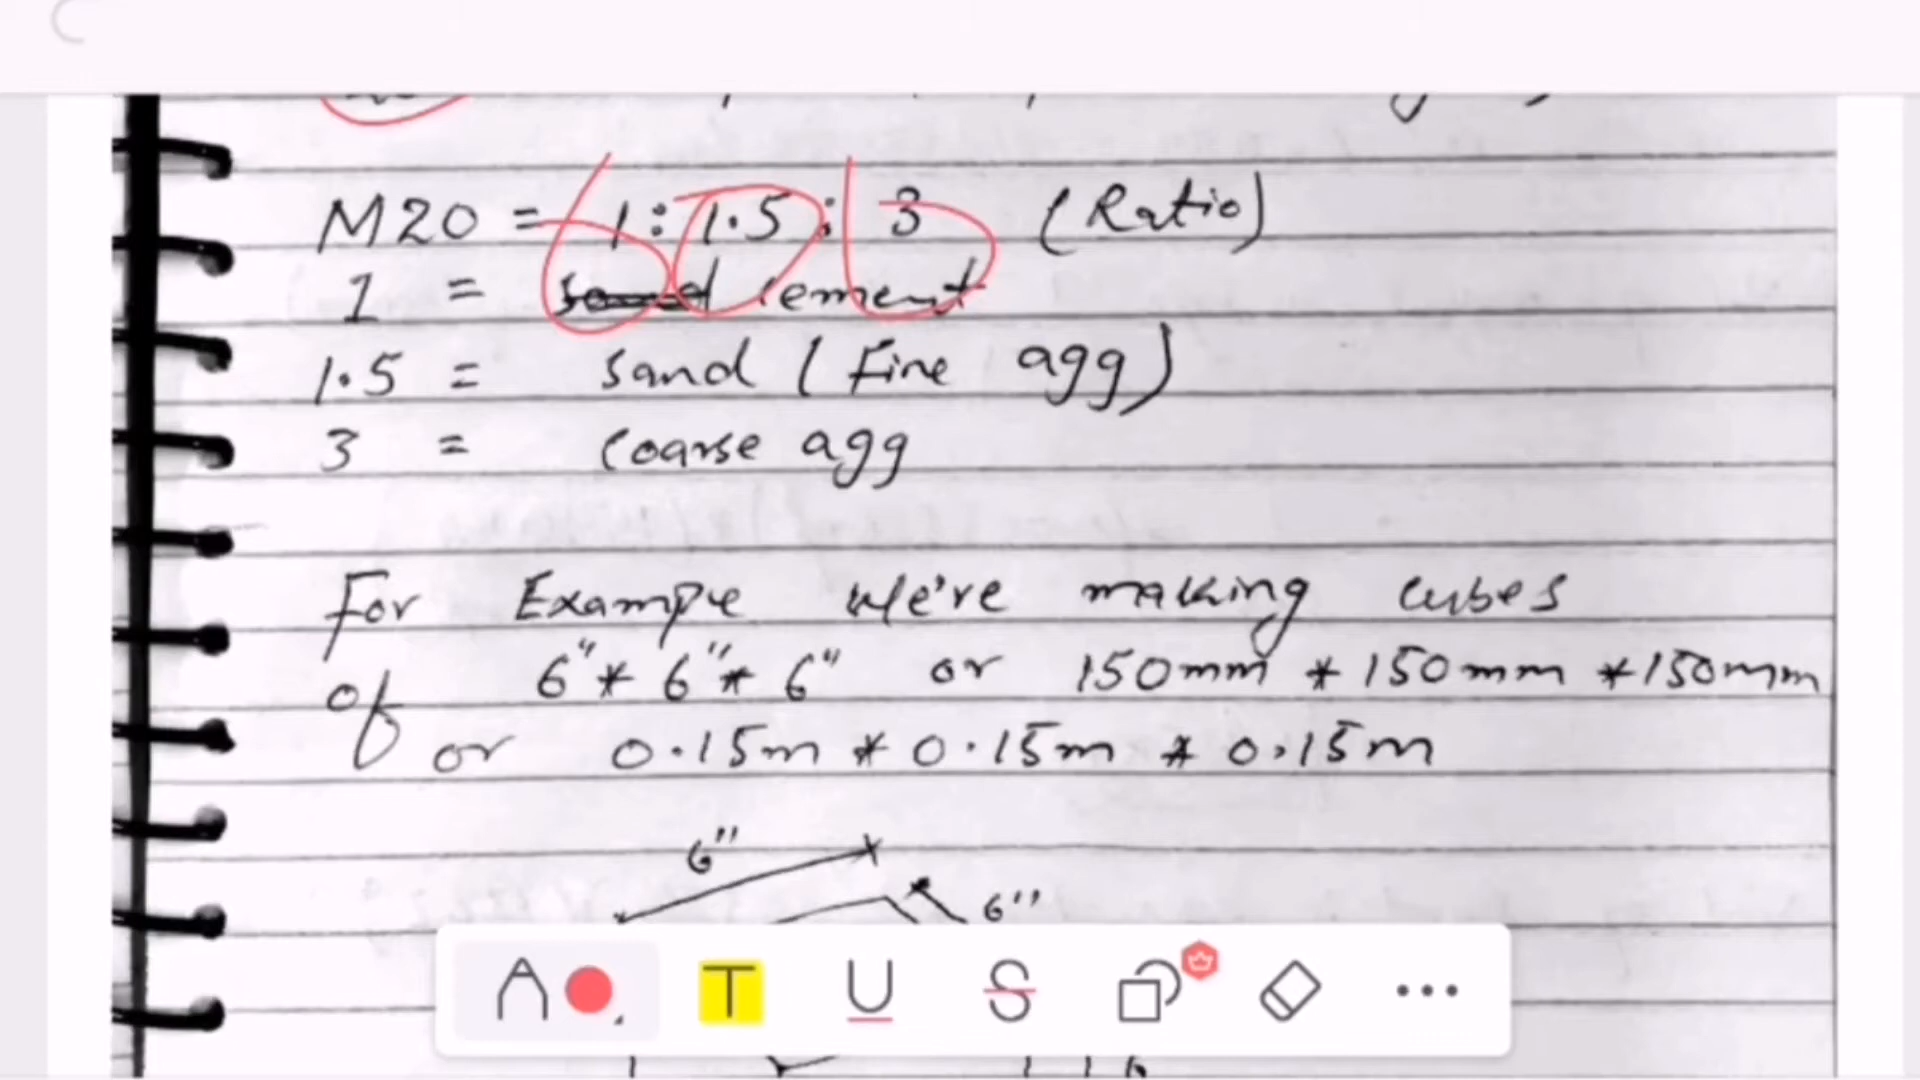 M20 = 1 : 1.5 : 3 (Ratio)
1 = cement
1.5 = sand (Fine agg)
3 = coarse agg
For Example We're making cubes
of 6" * 6" * 6" or 150mm * 150mm * 150mm
or 0.15m * 0.15m * 0.15m
6"
6"